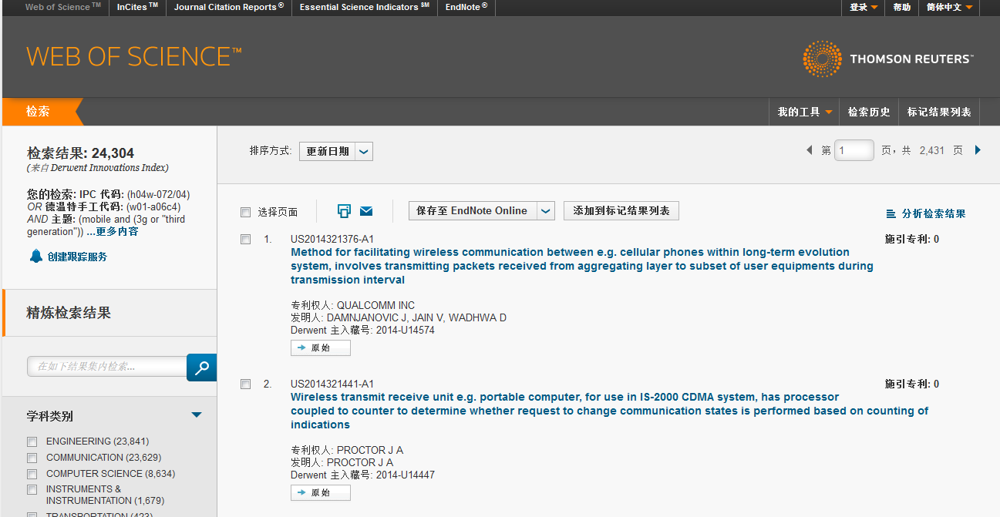 Web of Science™ InCites™ Journal Citation Reports® Essential Science Indicators ℠ EndNote® 登录 帮助 简体中文
WEB OF SCIENCE™
THOMSON REUTERS™
检索 我的工具 检索历史 标记结果列表
检索结果: 24,304
(来自 Derwent Innovations Index)
您的检索: IPC 代码: (h04w-072/04)
OR 德温特手工代码: (w01-a06c4)
AND 主题: (mobile and (3g or "third
generation")) ...更多内容
创建跟踪服务
精炼检索结果
在如下结果集内检索...
学科类别
ENGINEERING (23,841)
COMMUNICATION (23,629)
COMPUTER SCIENCE (8,634)
INSTRUMENTS &
INSTRUMENTATION (1,679)
TRANSPORTATION (423)
排序方式: 更新日期
第 1 页，共 2,431 页
选择页面 保存至 EndNote Online 添加到标记结果列表
分析检索结果
1. US2014321376-A1
施引专利: 0
Method for facilitating wireless communication between e.g. cellular phones within long-term evolution
system, involves transmitting packets received from aggregating layer to subset of user equipments during
transmission interval
专利权人: QUALCOMM INC
发明人: DAMNJANOVIC J, JAIN V, WADHWA D
Derwent 主入藏号: 2014-U14574
原始
2. US2014321441-A1
施引专利: 0
Wireless transmit receive unit e.g. portable computer, for use in IS-2000 CDMA system, has processor
coupled to counter to determine whether request to change communication states is performed based on counting of
indications
专利权人: PROCTOR J A
发明人: PROCTOR J A
Derwent 主入藏号: 2014-U14447
原始